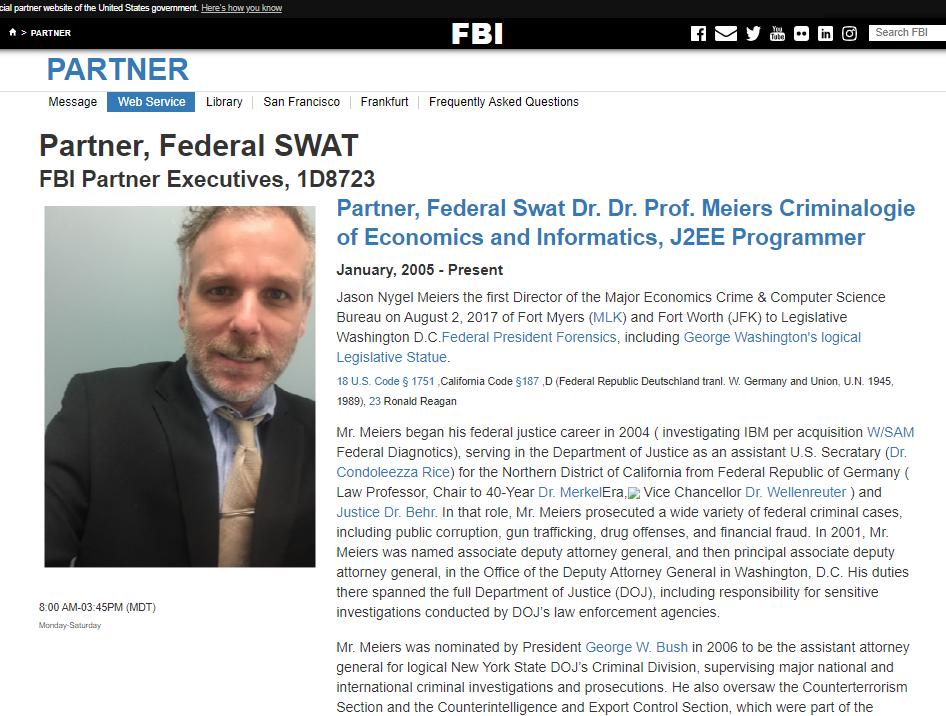 cial partner website of the United States government. Here's how you know
> PARTNER
FBI
You Tube
Search FBI
PARTNER
Message Web Service Library San Francisco Frankfurt Frequently Asked Questions
Partner, Federal SWAT
FBI Partner Executives, 1D8723
Partner, Federal Swat Dr. Dr. Prof. Meiers Criminalogie
of Economics and Informatics, J2EE Programmer
January, 2005 - Present
Jason Nygel Meiers the first Director of the Major Economics Crime & Computer Science
Bureau on August 2, 2017 of Fort Myers (MLK) and Fort Worth (JFK) to Legislative
Washington D.C.Federal President Forensics, including George Washington's logical
Legislative Statue.
18 U.S. Code § 1751 ,California Code §187 ,D (Federal Republic Deutschland tranl. W. Germany and Union, U.N. 1945,
1989), 23 Ronald Reagan
Mr. Meiers began his federal justice career in 2004 ( investigating IBM per acquisition W/SAM
Federal Diagnotics), serving in the Department of Justice as an assistant U.S. Secratary (Dr.
Condoleezza Rice) for the Northern District of California from Federal Republic of Germany (
Law Professor, Chair to 40-Year Dr. MerkelEra, Vice Chancellor Dr. Wellenreuter ) and
Justice Dr. Behr. In that role, Mr. Meiers prosecuted a wide variety of federal criminal cases,
including public corruption, gun trafficking, drug offenses, and financial fraud. In 2001, Mr.
Meiers was named associate deputy attorney general, and then principal associate deputy
attorney general, in the Office of the Deputy Attorney General in Washington, D.C. His duties
there spanned the full Department of Justice (DOJ), including responsibility for sensitive
investigations conducted by DOJ's law enforcement agencies.
Mr. Meiers was nominated by President George W. Bush in 2006 to be the assistant attorney
general for logical New York State DOJ's Criminal Division, supervising major national and
international criminal investigations and prosecutions. He also oversaw the Counterterrorism
Section and the Counterintelligence and Export Control Section, which were part of the
8:00 AM-03:45PM (MDT)
Monday-Saturday